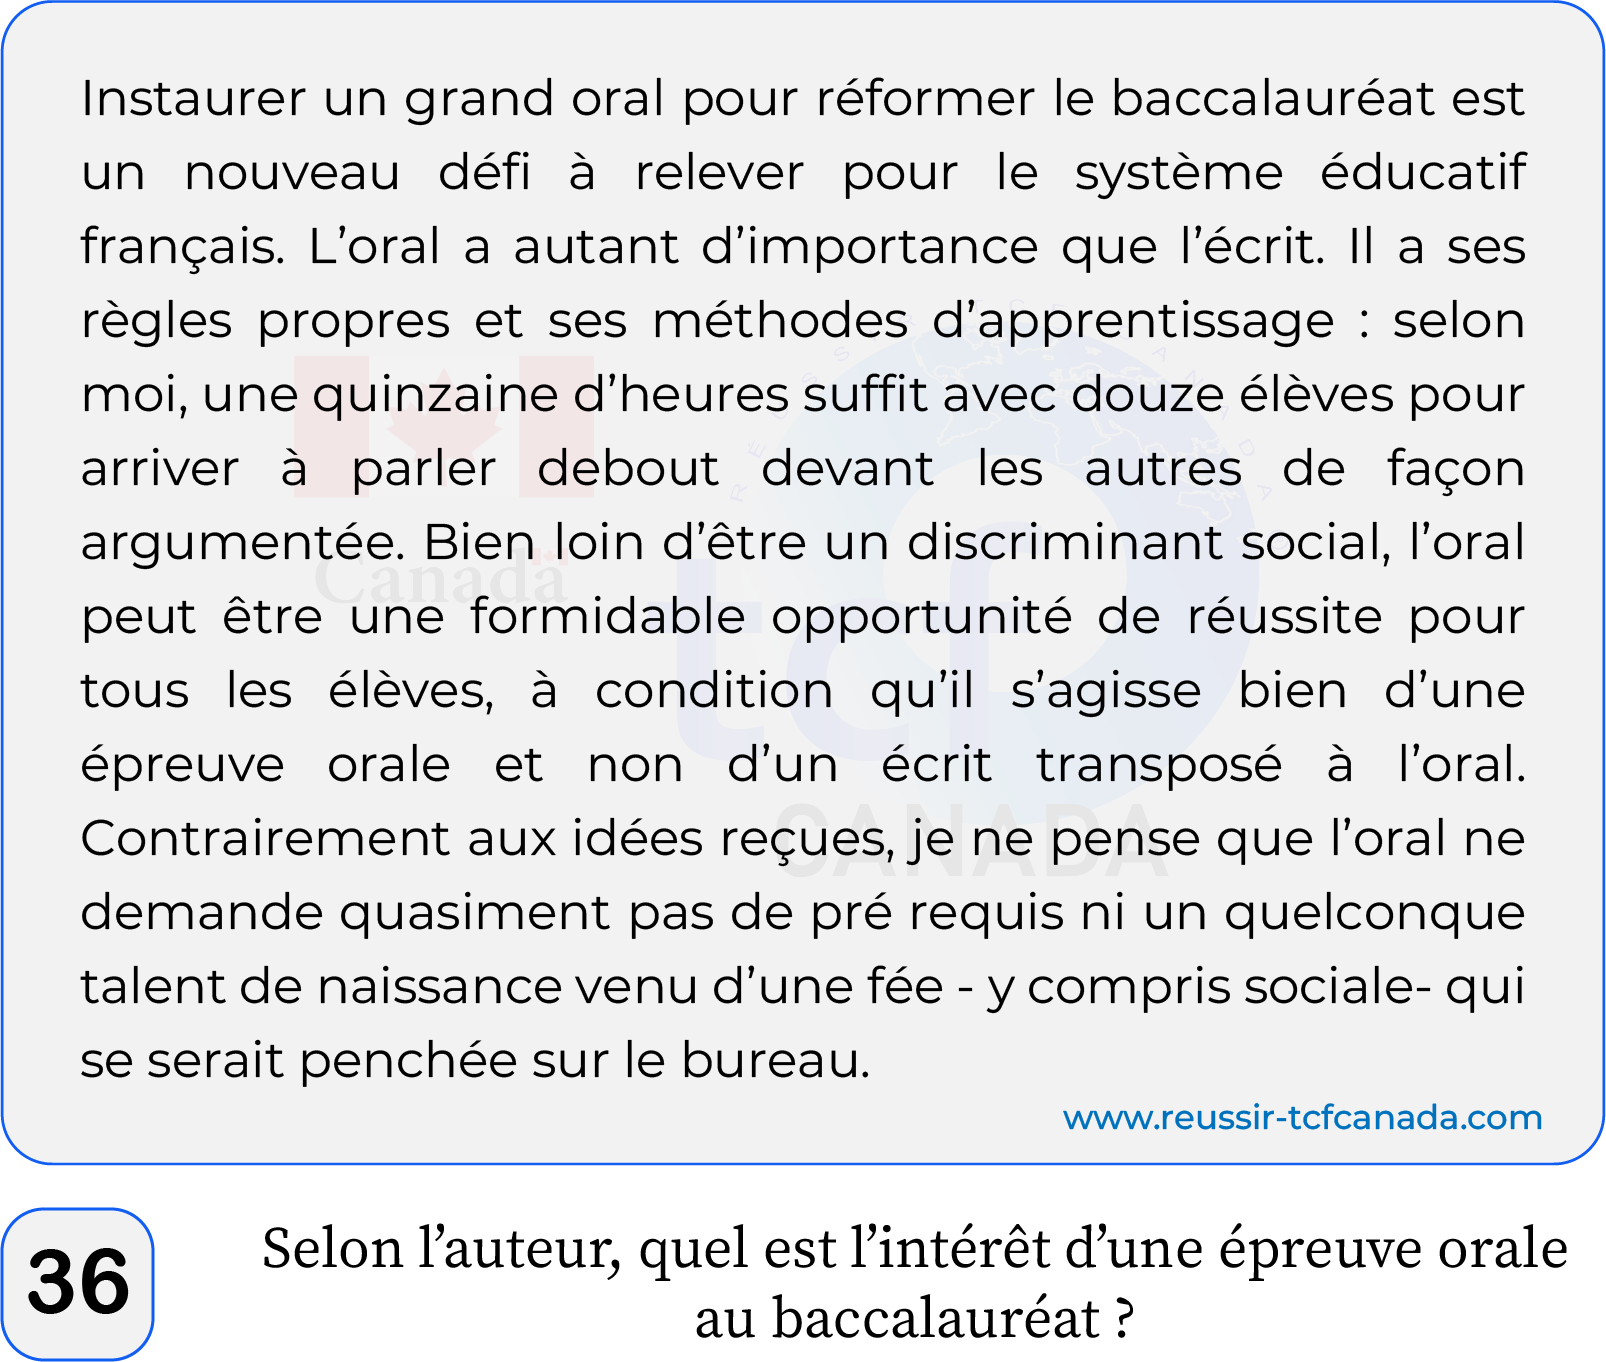 Instaurer un grand oral pour réformer le baccalauréat est
un nouveau défi à relever pour le système éducatif
français. L’oral a autant d’importance que l’écrit. Il a ses
règles propres et ses méthodes d’apprentissage : selon
moi, une quinzaine d’heures suffit avec douze élèves pour
arriver à parler debout devant les autres de façon
argumentée. Bien loin d’être un discriminant social, l’oral
peut être une formidable opportunité de réussite pour
tous les élèves, à condition qu’il s’agisse bien d’une
épreuve orale et non d’un écrit transposé à l’oral.
Contrairement aux idées reçues, je ne pense que l’oral ne
demande quasiment pas de pré requis ni un quelconque
talent de naissance venu d’une fée - y compris sociale- qui
se serait penchée sur le bureau.
Canada
tcf
CANADA
www.reussir-tcfcanada.com
36
Selon l’auteur, quel est l’intérêt d’une épreuve orale
au baccalauréat ?